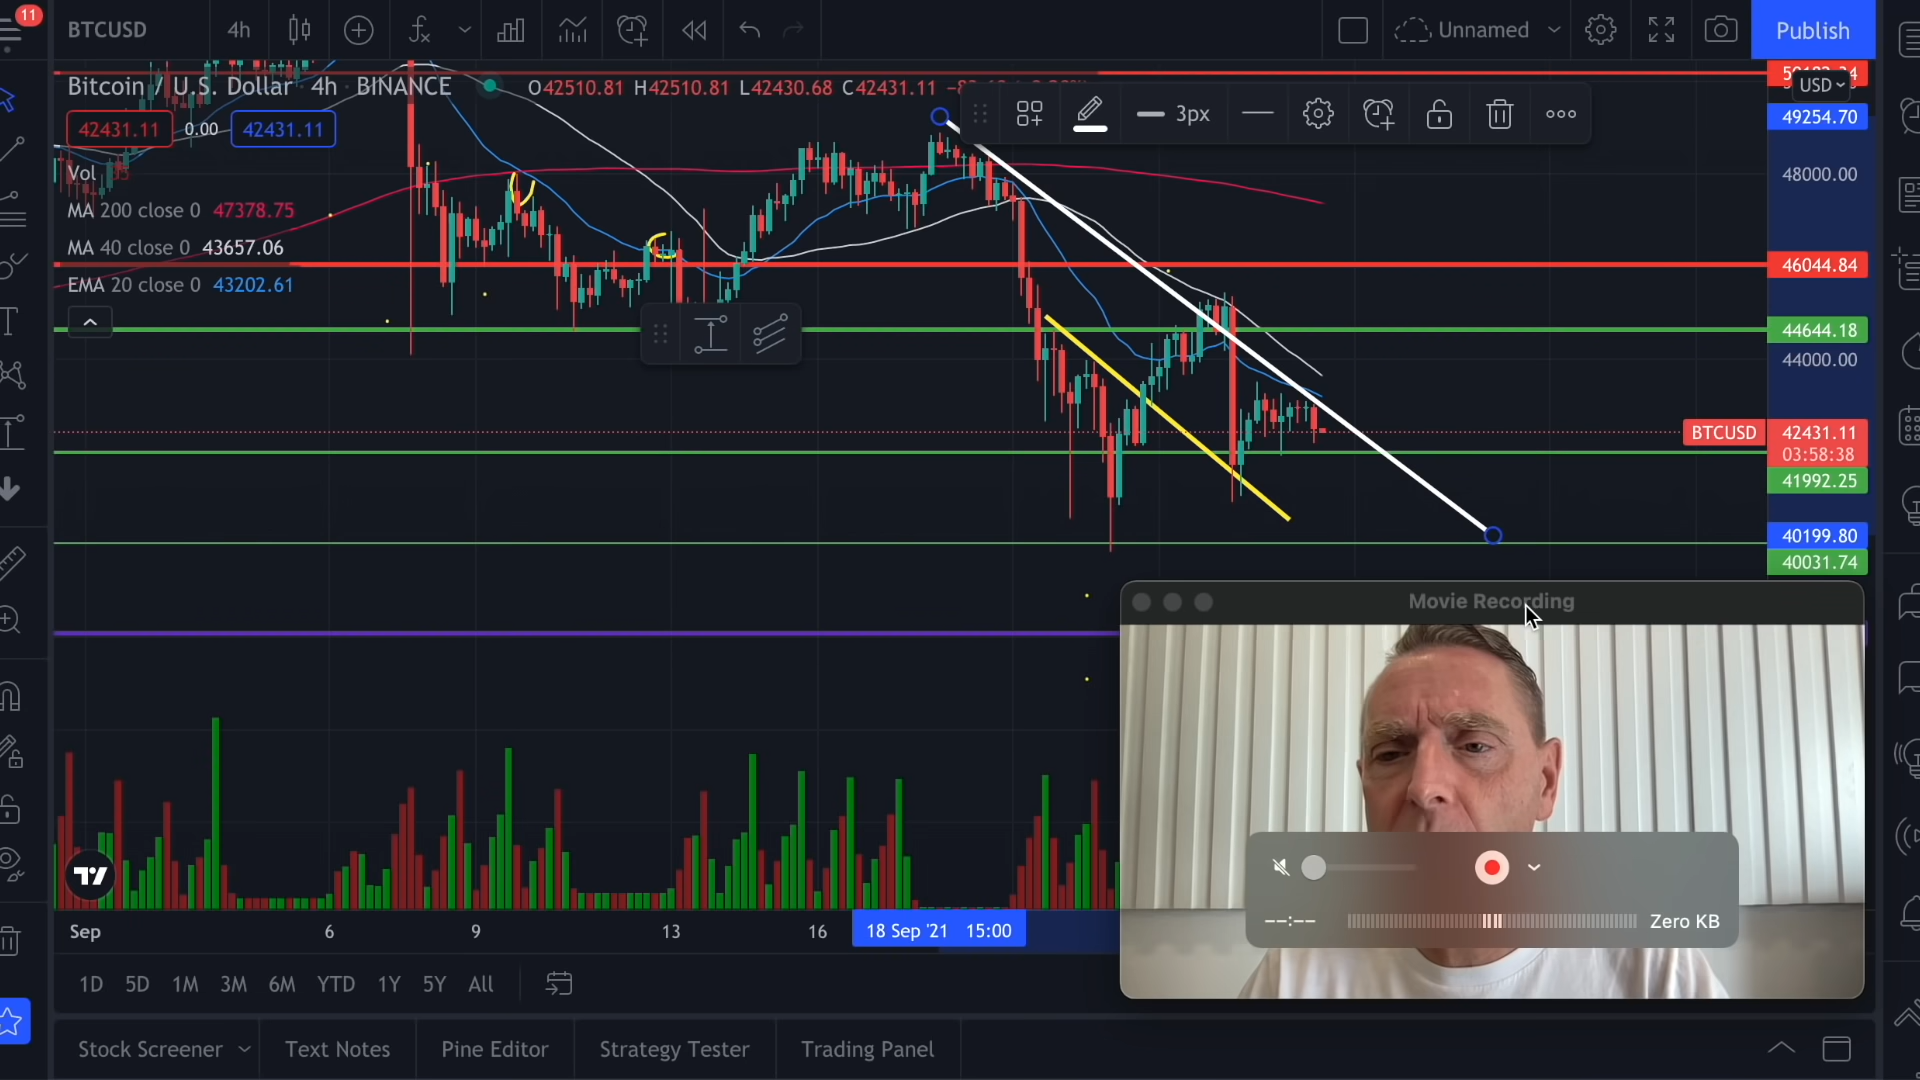 11
BTCUSD 4h Unnamed Publish
Bitcoin / U.S. Dollar 4h BINANCE O42510.81 H42510.81 L42430.68 C42431.11
USD
42431.11 0.00 42431.11
3px
49254.70
Vol
48000.00
MA 200 close 0 47378.75
MA 40 close 0 43657.06
46044.84
EMA 20 close 0 43202.61
44644.18
44000.00
BTCUSD 42431.11
03:58:38
41992.25
40199.80
40031.74
Movie Recording
--:-- Zero KB
Sep 6 9 13 16 18 Sep '21 15:00
1D 5D 1M 3M 6M YTD 1Y 5Y All
Stock Screener Text Notes Pine Editor Strategy Tester Trading Panel